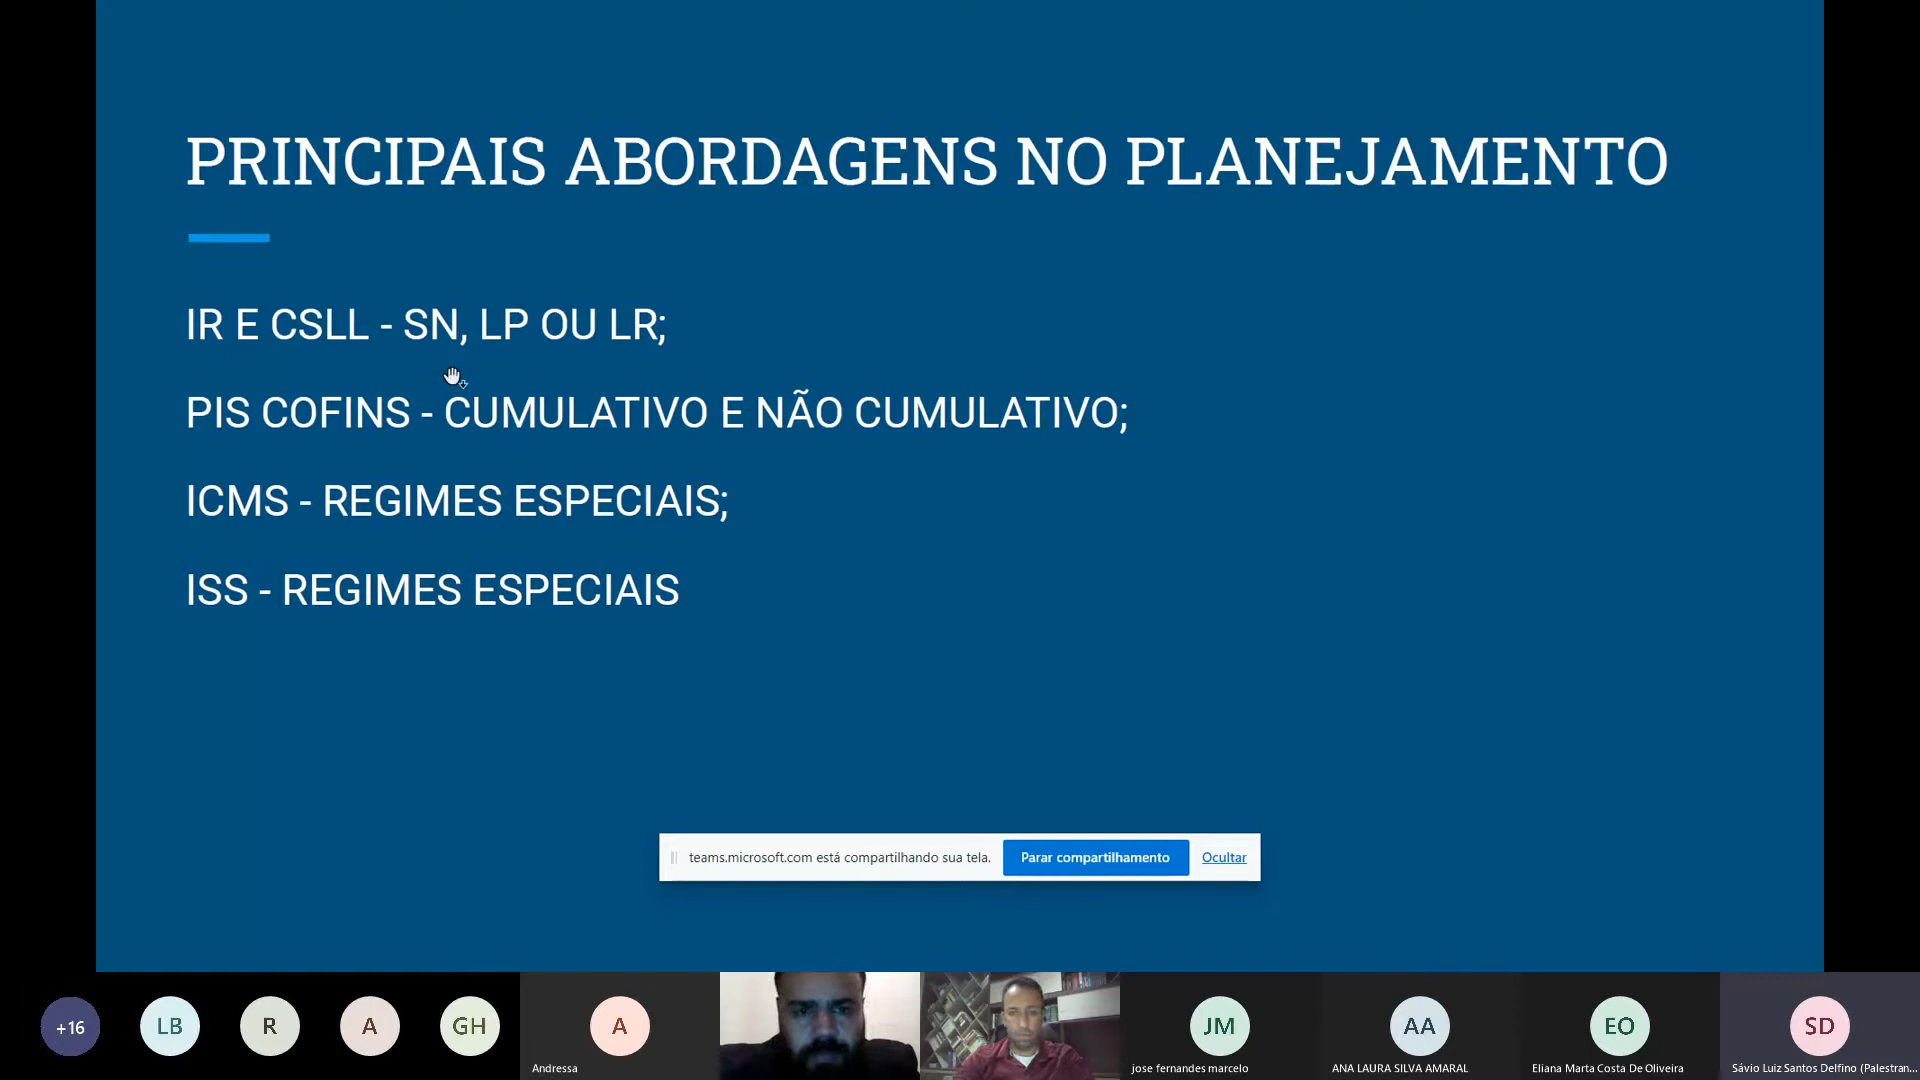 PRINCIPAIS ABORDAGENS NO PLANEJAMENTO
IR E CSLL - SN, LP OU LR;
PIS COFINS - CUMULATIVO E NÃO CUMULATIVO;
ICMS - REGIMES ESPECIAIS;
ISS - REGIMES ESPECIAIS
teams.microsoft.com está compartilhando sua tela. Parar compartilhamento Ocultar
+16 LB R A GH A JM AA EO SD
Andressa jose fernandes marcelo ANA LAURA SILVA AMARAL Eliana Marta Costa De Oliveira Sávio Luiz Santos Delfino (Palestran...